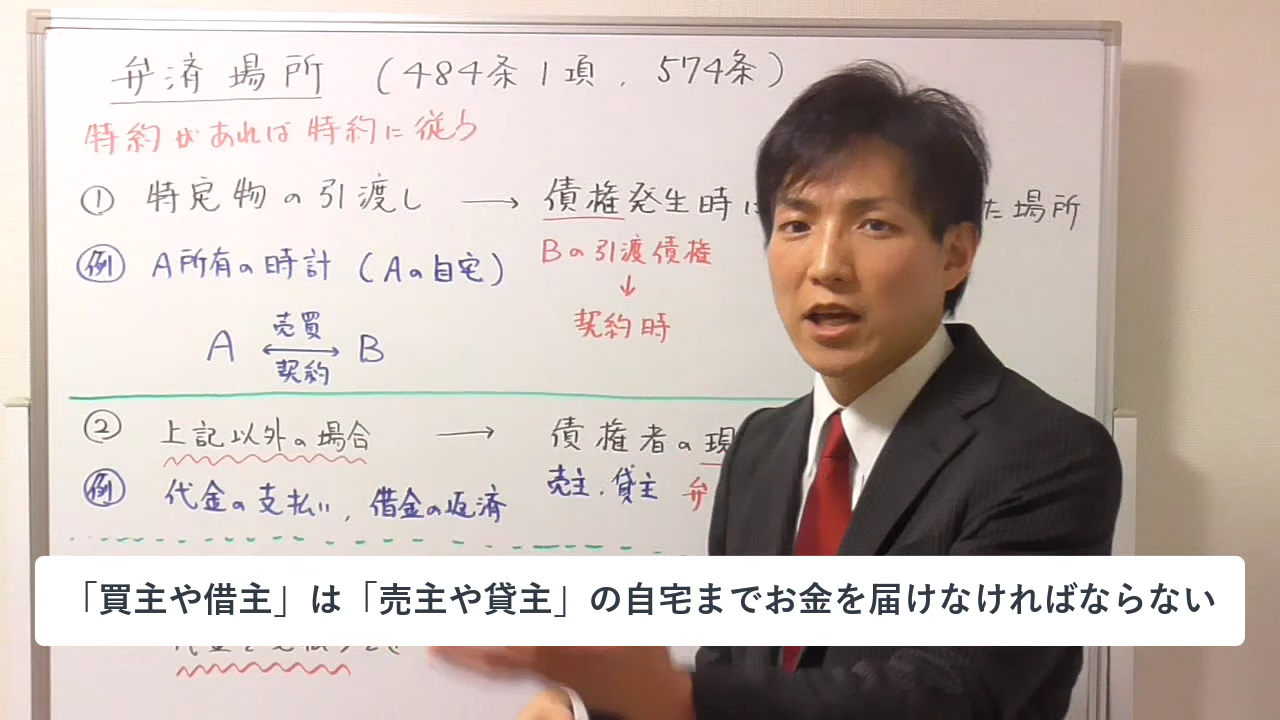 弁済場所 (484条1項, 574条)
特約があれば特約に従う
① 特定物の引渡し → 債権発生時に た場所
例 A所有の時計 (Aの自宅)
Bの引渡債権
↓
契約時
A 売買契約 B
② 上記以外の場合 → 債権者の現
例 代金の支払い, 借金の返済
売主・貸主
弁
「買主や借主」は「売主や貸主」の自宅までお金を届けなければならない